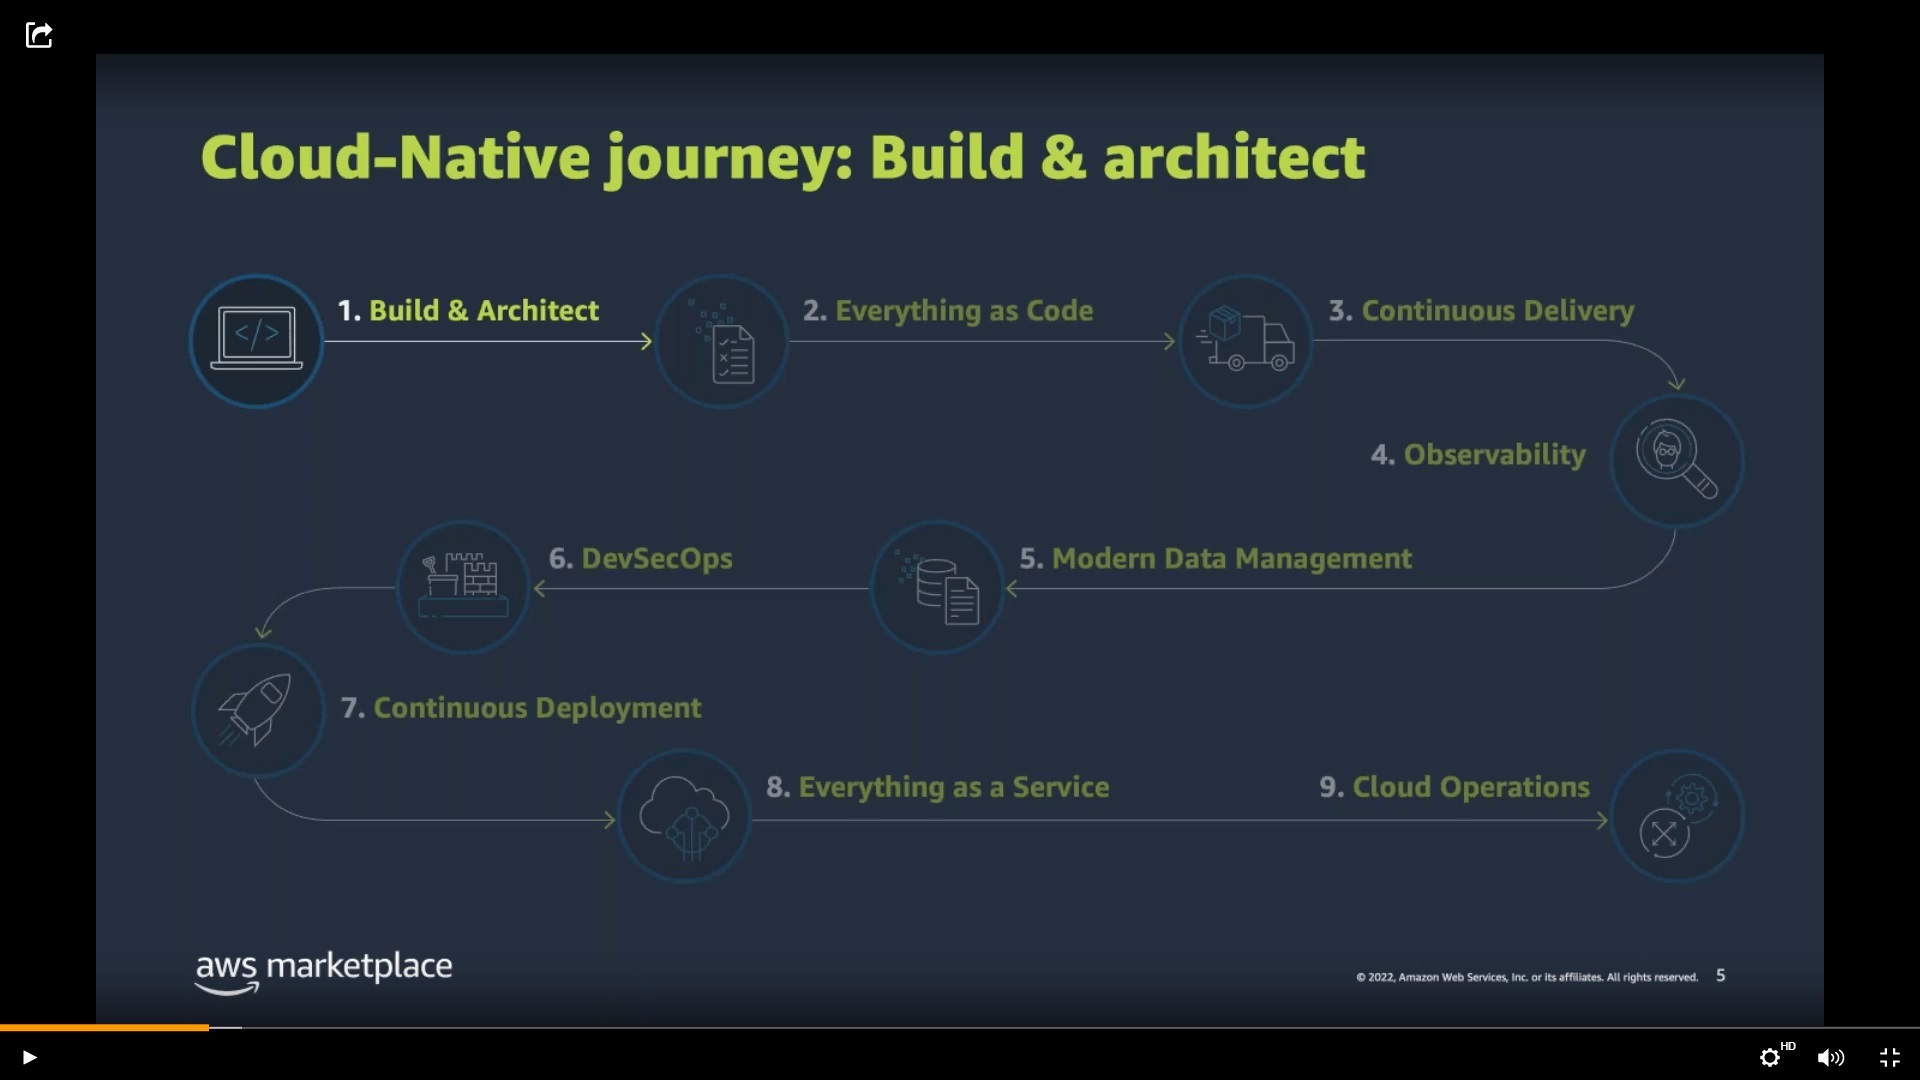 Cloud-Native journey: Build & architect
</>
1. Build & Architect
2. Everything as Code
3. Continuous Delivery
4. Observability
5. Modern Data Management
6. DevSecOps
7. Continuous Deployment
8. Everything as a Service
9. Cloud Operations
aws marketplace
© 2022, Amazon Web Services, Inc. or its affiliates. All rights reserved. 5
HD